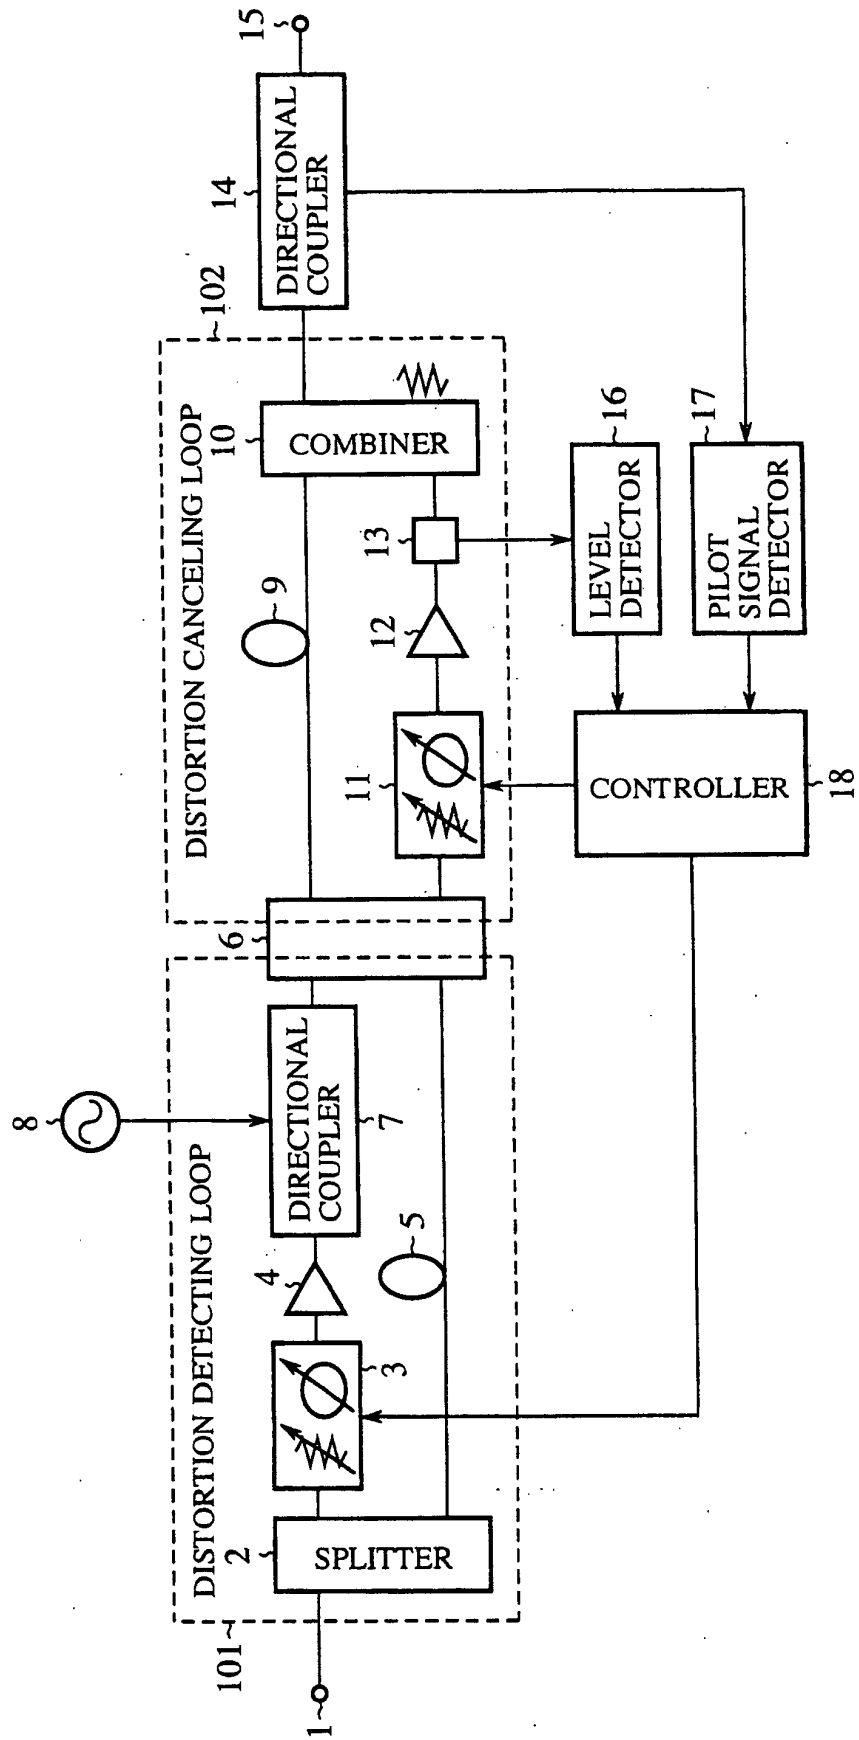 101
DISTORTION DETECTING LOOP
1
2
SPLITTER
3
4
5
8
DIRECTIONAL
COUPLER
7
6
DISTORTION CANCELING LOOP
102
9
11
12
13
10
COMBINER
14
DIRECTIONAL
COUPLER
15
LEVEL
DETECTOR
16
PILOT
SIGNAL
DETECTOR
17
CONTROLLER
18